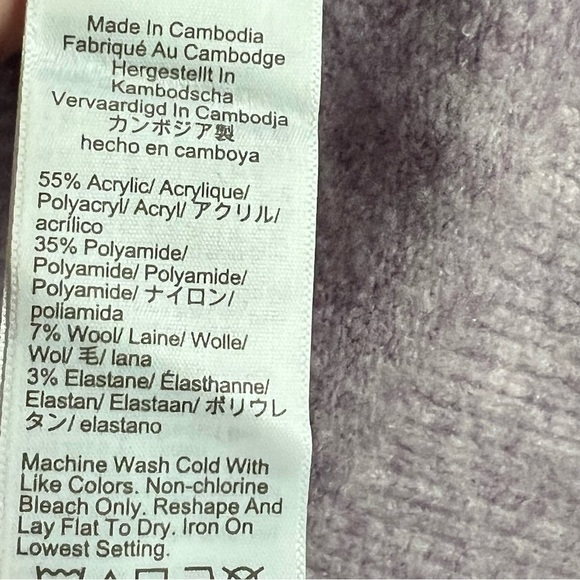 Made In Cambodia
Fabriqué Au Cambodge
Hergestellt In
Kambodscha
Vervaardigd In Cambodja
カンボジア製
hecho en camboya
55% Acrylic/ Acrylique/
Polyacryl/ Acryl/ アクリル/
acrílico
35% Polyamide/
Polyamide/ Polyamide/
Polyamide/ ナイロン/
poliamida
7% Wool/ Laine/ Wolle/
Wol/ 毛/ lana
3% Elastane/ Élasthanne/
Elastan/ Elastaan/ ポリウレ
タン/ elastano
Machine Wash Cold With
Like Colors. Non-chlorine
Bleach Only. Reshape And
Lay Flat To Dry. Iron On
Lowest Setting.